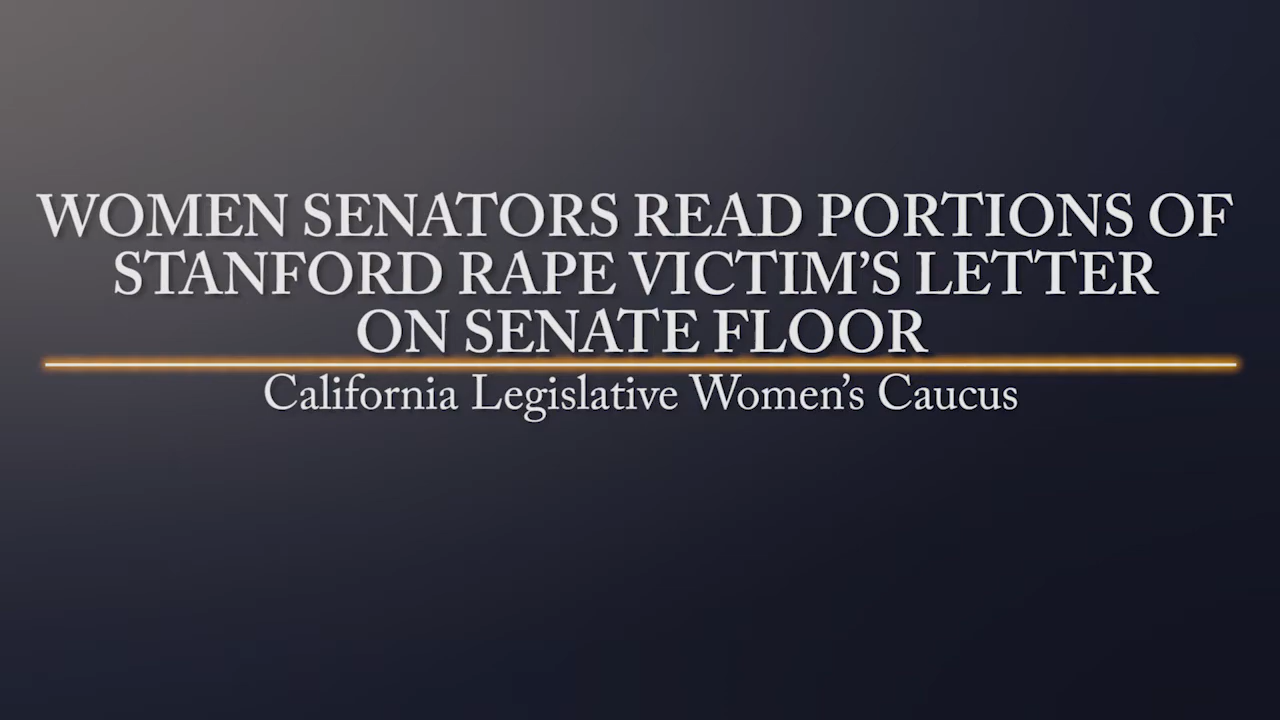 WOMEN SENATORS READ PORTIONS OF
STANFORD RAPE VICTIM’S LETTER
ON SENATE FLOOR
California Legislative Women’s Caucus